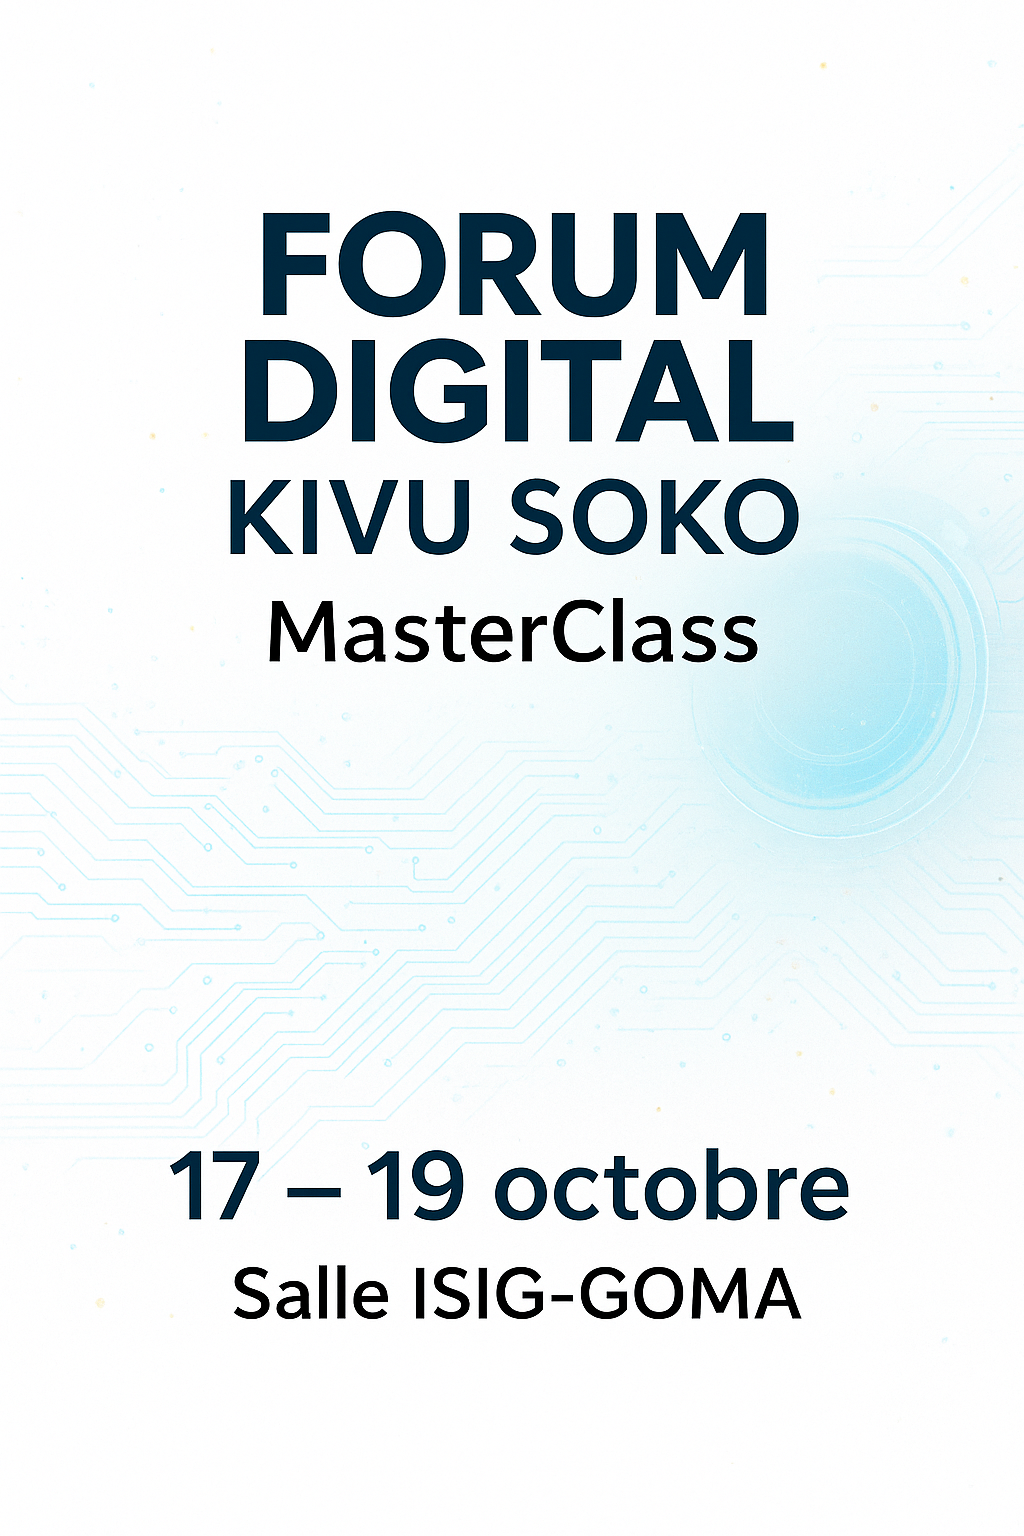 FORUM
DIGITAL
KIVU SOKO
MasterClass
17 – 19 octobre
Salle ISIG-GOMA